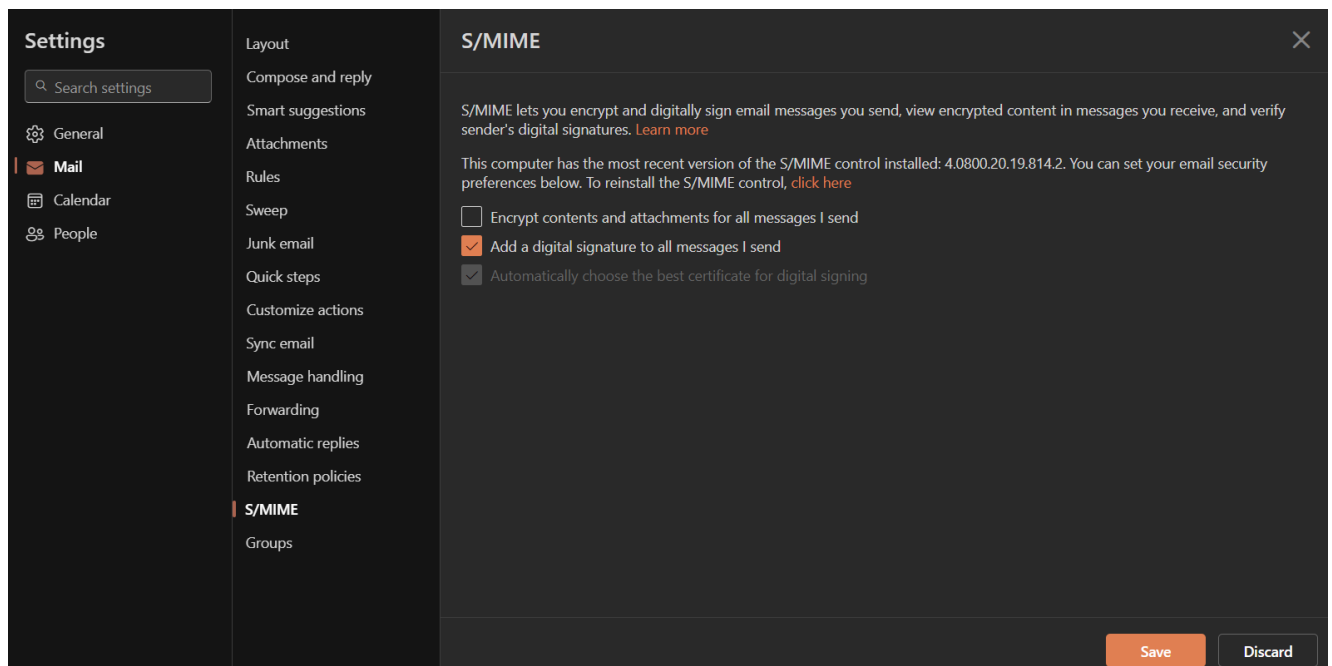 Settings
Search settings
General
Mail
Calendar
People
Layout
Compose and reply
Smart suggestions
Attachments
Rules
Sweep
Junk email
Quick steps
Customize actions
Sync email
Message handling
Forwarding
Automatic replies
Retention policies
S/MIME
Groups
S/MIME
S/MIME lets you encrypt and digitally sign email messages you send, view encrypted content in messages you receive, and verify
sender's digital signatures. Learn more
This computer has the most recent version of the S/MIME control installed: 4.0800.20.19.814.2. You can set your email security
preferences below. To reinstall the S/MIME control, click here
Encrypt contents and attachments for all messages I send
Add a digital signature to all messages I send
Automatically choose the best certificate for digital signing
Save
Discard